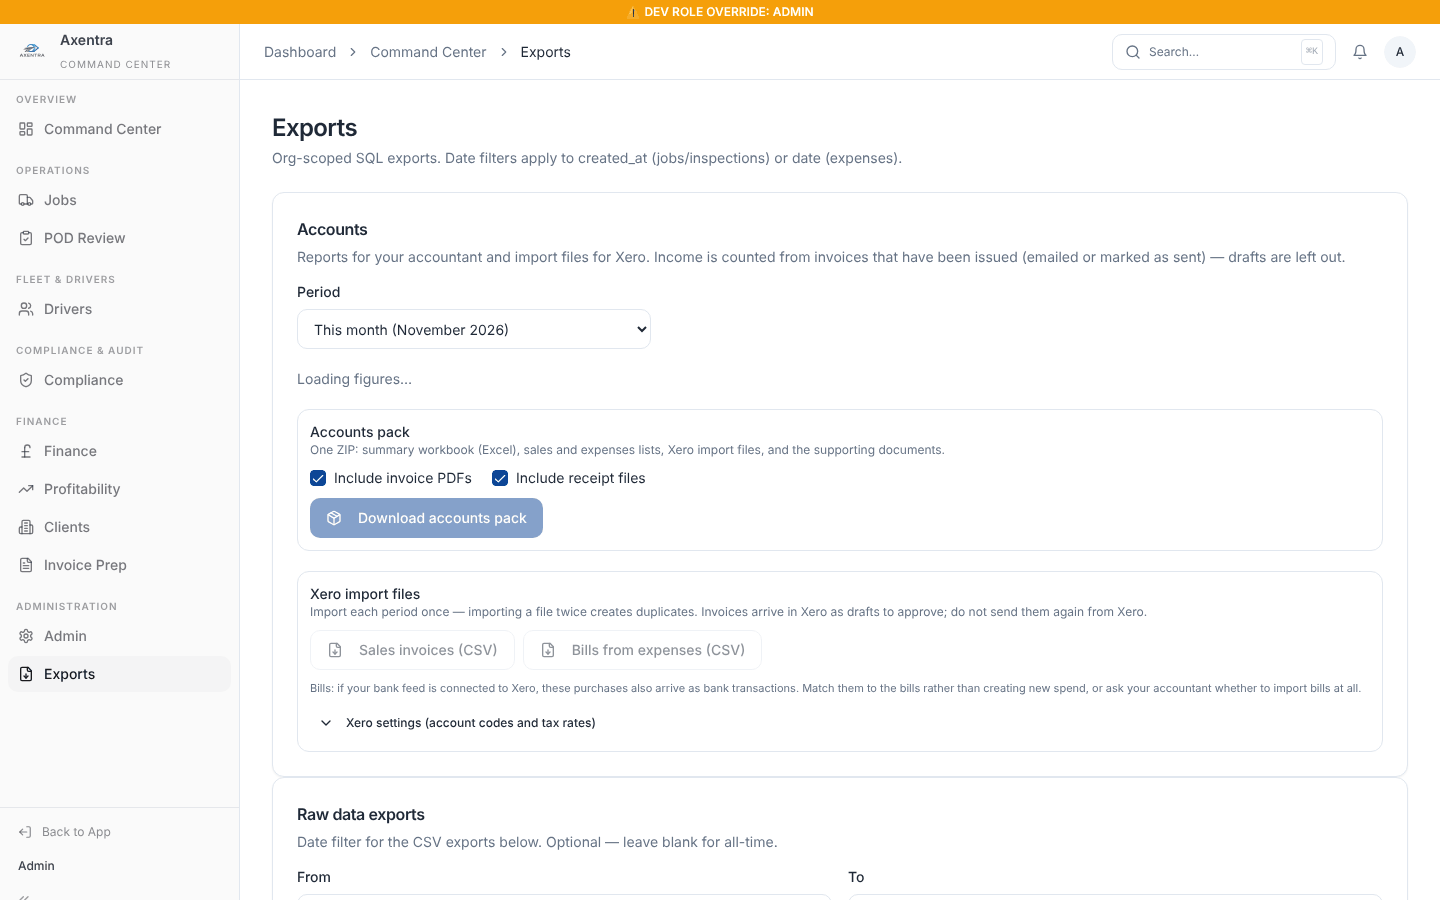 ⚠ DEV ROLE OVERRIDE: ADMIN
AXENTRA
Axentra
COMMAND CENTER
Dashboard > Command Center > Exports
Search...
⌘K
A
OVERVIEW
Command Center
OPERATIONS
Jobs
POD Review
FLEET & DRIVERS
Drivers
COMPLIANCE & AUDIT
Compliance
FINANCE
Finance
Profitability
Clients
Invoice Prep
ADMINISTRATION
Admin
Exports
Back to App
Admin
Exports
Org-scoped SQL exports. Date filters apply to created_at (jobs/inspections) or date (expenses).
Accounts
Reports for your accountant and import files for Xero. Income is counted from invoices that have been issued (emailed or marked as sent) — drafts are left out.
Period
This month (November 2026)
Loading figures...
Accounts pack
One ZIP: summary workbook (Excel), sales and expenses lists, Xero import files, and the supporting documents.
Include invoice PDFs
Include receipt files
Download accounts pack
Xero import files
Import each period once — importing a file twice creates duplicates. Invoices arrive in Xero as drafts to approve; do not send them again from Xero.
Sales invoices (CSV)
Bills from expenses (CSV)
Bills: if your bank feed is connected to Xero, these purchases also arrive as bank transactions. Match them to the bills rather than creating new spend, or ask your accountant whether to import bills at all.
Xero settings (account codes and tax rates)
Raw data exports
Date filter for the CSV exports below. Optional — leave blank for all-time.
From
To